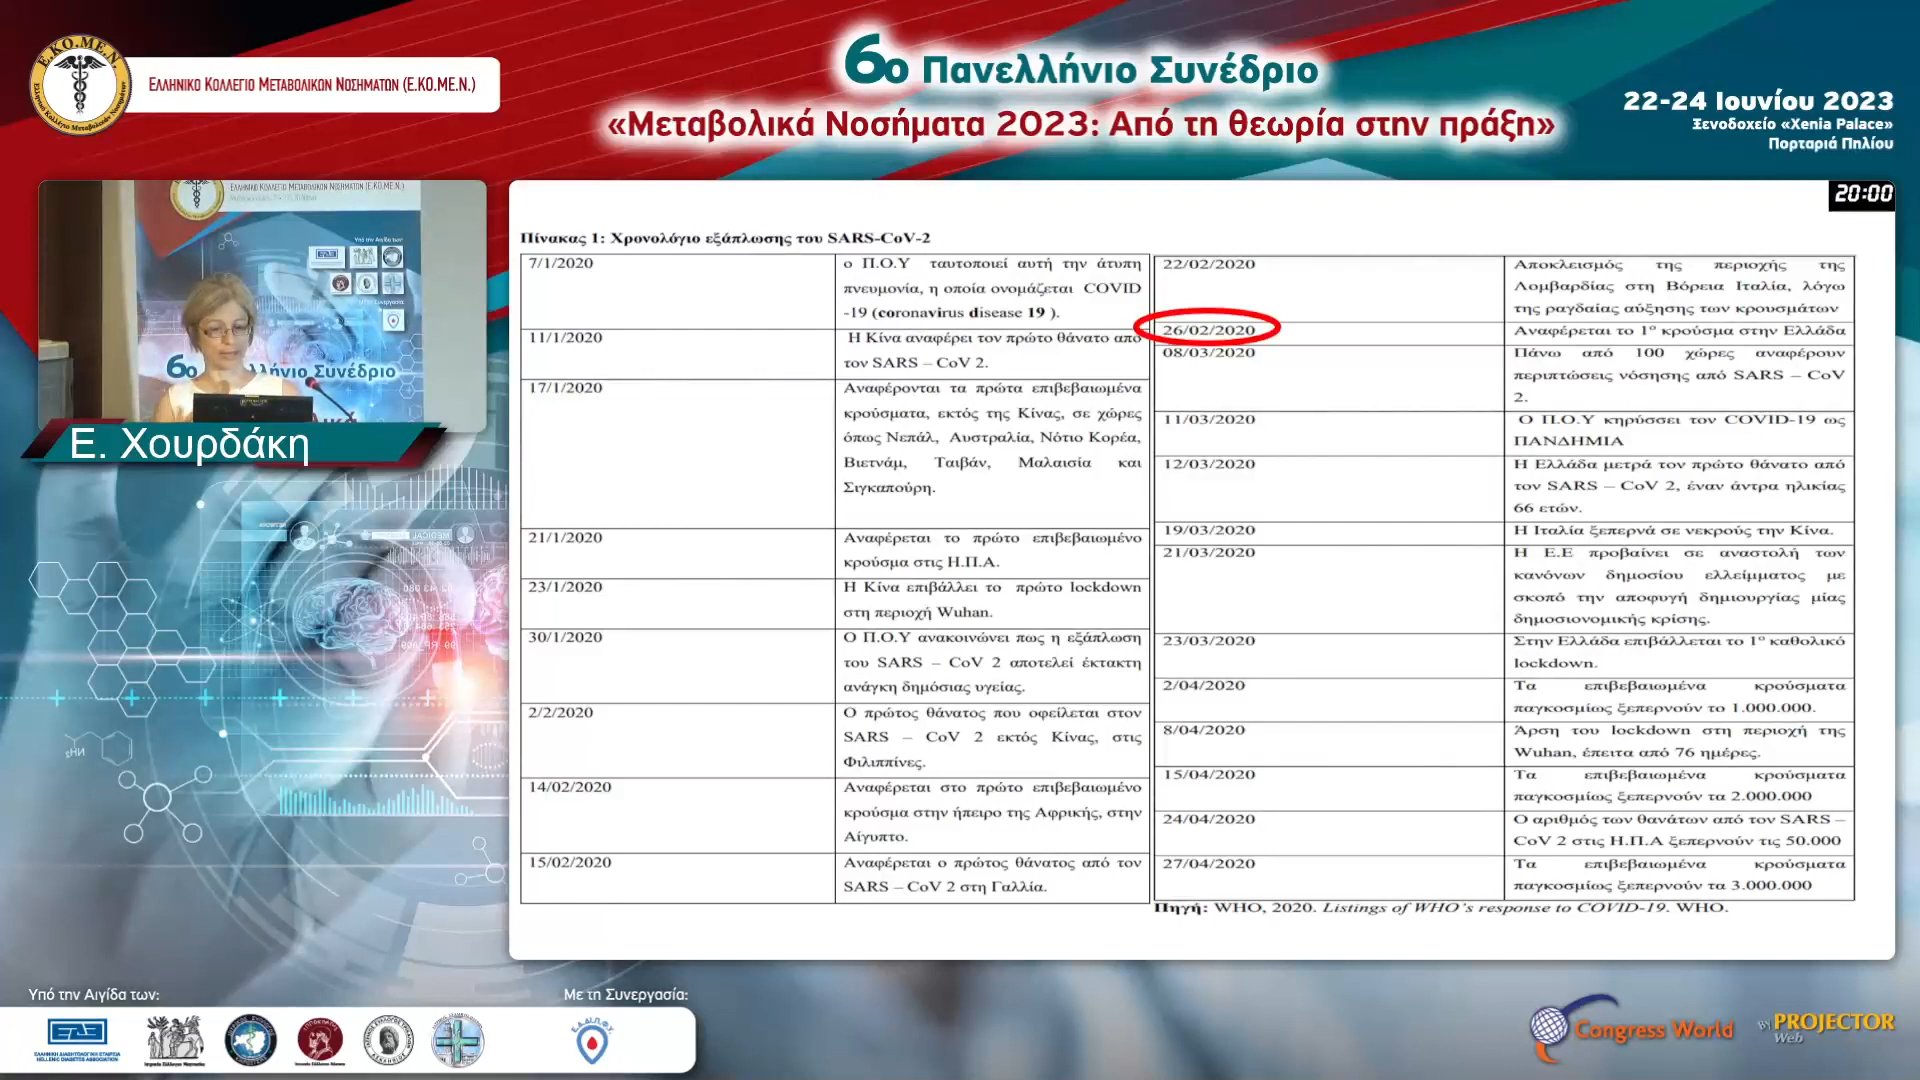 Ε.ΚΟ.ΜΕ.Ν.
ΕΛΛΗΝΙΚΟ ΚΟΛΛΕΓΙΟ ΜΕΤΑΒΟΛΙΚΩΝ ΝΟΣΗΜΑΤΩΝ (Ε.ΚΟ.ΜΕ.Ν.)
6ο Πανελλήνιο Συνέδριο
«Μεταβολικά Νοσήματα 2023: Από τη θεωρία στην πράξη»
22-24 Ιουνίου 2023
Ξενοδοχείο «Xenia Palace»
Πορταριά Πηλίου
20:00
Ε. Χουρδάκη
Πίνακας 1: Χρονολόγιο εξάπλωσης του SARS-CoV-2
7/1/2020
ο Π.Ο.Υ ταυτοποιεί αυτή την άτυπη
πνευμονία, η οποία ονομάζεται COVID
-19 (coronavirus disease 19 ).
11/1/2020
Η Κίνα αναφέρει τον πρώτο θάνατο από
τον SARS – CoV 2.
17/1/2020
Αναφέρονται τα πρώτα επιβεβαιωμένα
κρούσματα, εκτός της Κίνας, σε χώρες
όπως Νεπάλ, Αυστραλία, Νότιο Κορέα,
Βιετνάμ, Ταιβάν, Μαλαισία και
Σιγκαπούρη.
21/1/2020
Αναφέρεται το πρώτο επιβεβαιωμένο
κρούσμα στις Η.Π.Α.
23/1/2020
Η Κίνα επιβάλλει το πρώτο lockdown
στη περιοχή Wuhan.
30/1/2020
Ο Π.Ο.Υ ανακοινώνει πως η εξάπλωση
του SARS – CoV 2 αποτελεί έκτακτη
ανάγκη δημόσιας υγείας.
2/2/2020
Ο πρώτος θάνατος που οφείλεται στον
SARS – CoV 2 εκτός Κίνας, στις
Φιλιππίνες.
14/02/2020
Αναφέρεται στο πρώτο επιβεβαιωμένο
κρούσμα στην ήπειρο της Αφρικής, στην
Αίγυπτο.
15/02/2020
Αναφέρεται ο πρώτος θάνατος από τον
SARS – CoV 2 στη Γαλλία.
22/02/2020
Αποκλεισμός της περιοχής της
Λομβαρδίας στη Βόρεια Ιταλία, λόγω
της ραγδαίας αύξησης των κρουσμάτων
26/02/2020
Αναφέρεται το 1º κρούσμα στην Ελλάδα
08/03/2020
Πάνω από 100 χώρες αναφέρουν
περιπτώσεις νόσησης από SARS – CoV
2.
11/03/2020
Ο Π.Ο.Υ κηρύσσει τον COVID-19 ως
ΠΑΝΔΗΜΙΑ
12/03/2020
Η Ελλάδα μετρά τον πρώτο θάνατο από
τον SARS – CoV 2, έναν άντρα ηλικίας
66 ετών.
19/03/2020
Η Ιταλία ξεπερνά σε νεκρούς την Κίνα.
21/03/2020
Η Ε.Ε προβαίνει σε αναστολή των
κανόνων δημοσίου ελλείμματος με
σκοπό την αποφυγή δημιουργίας μίας
δημοσιονομικής κρίσης.
23/03/2020
Στην Ελλάδα επιβάλλεται το 1º καθολικό
lockdown.
2/04/2020
Τα επιβεβαιωμένα κρούσματα
παγκοσμίως ξεπερνούν το 1.000.000.
8/04/2020
Άρση του lockdown στη περιοχή της
Wuhan, έπειτα από 76 ημέρες.
15/04/2020
Τα επιβεβαιωμένα κρούσματα
παγκοσμίως ξεπερνούν τα 2.000.000
24/04/2020
Ο αριθμός των θανάτων από τον SARS –
CoV 2 στις Η.Π.Α ξεπερνούν τις 50.000
27/04/2020
Τα επιβεβαιωμένα κρούσματα
παγκοσμίως ξεπερνούν τα 3.000.000
Πηγή: WHO, 2020. Listings of WHO's response to COVID-19. WHO.
Υπό την Αιγίδα των:
Με τη Συνεργασία:
ΕΔΕ
ΕΛΛΗΝΙΚΗ ΔΙΑΒΗΤΟΛΟΓΙΚΗ ΕΤΑΙΡΕΙΑ
HELLENIC DIABETES ASSOCIATION
Congress World
BY PROJECTOR
Web